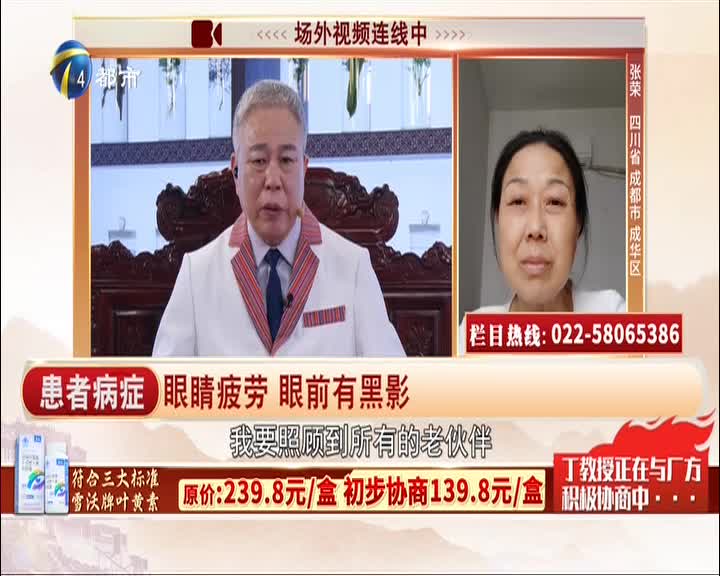 <<<< 场外视频连线中 >>>>
4 都市
张荣 四川省 成都市 成华区
栏目热线: 022-58065386
患者病症 眼睛疲劳 眼前有黑影
我要照顾到所有的老伙伴
符合三大标准
雪沃牌叶黄素
原价:239.8元/盒 初步协商139.8元/盒
丁教授正在与厂方
积极协商中···